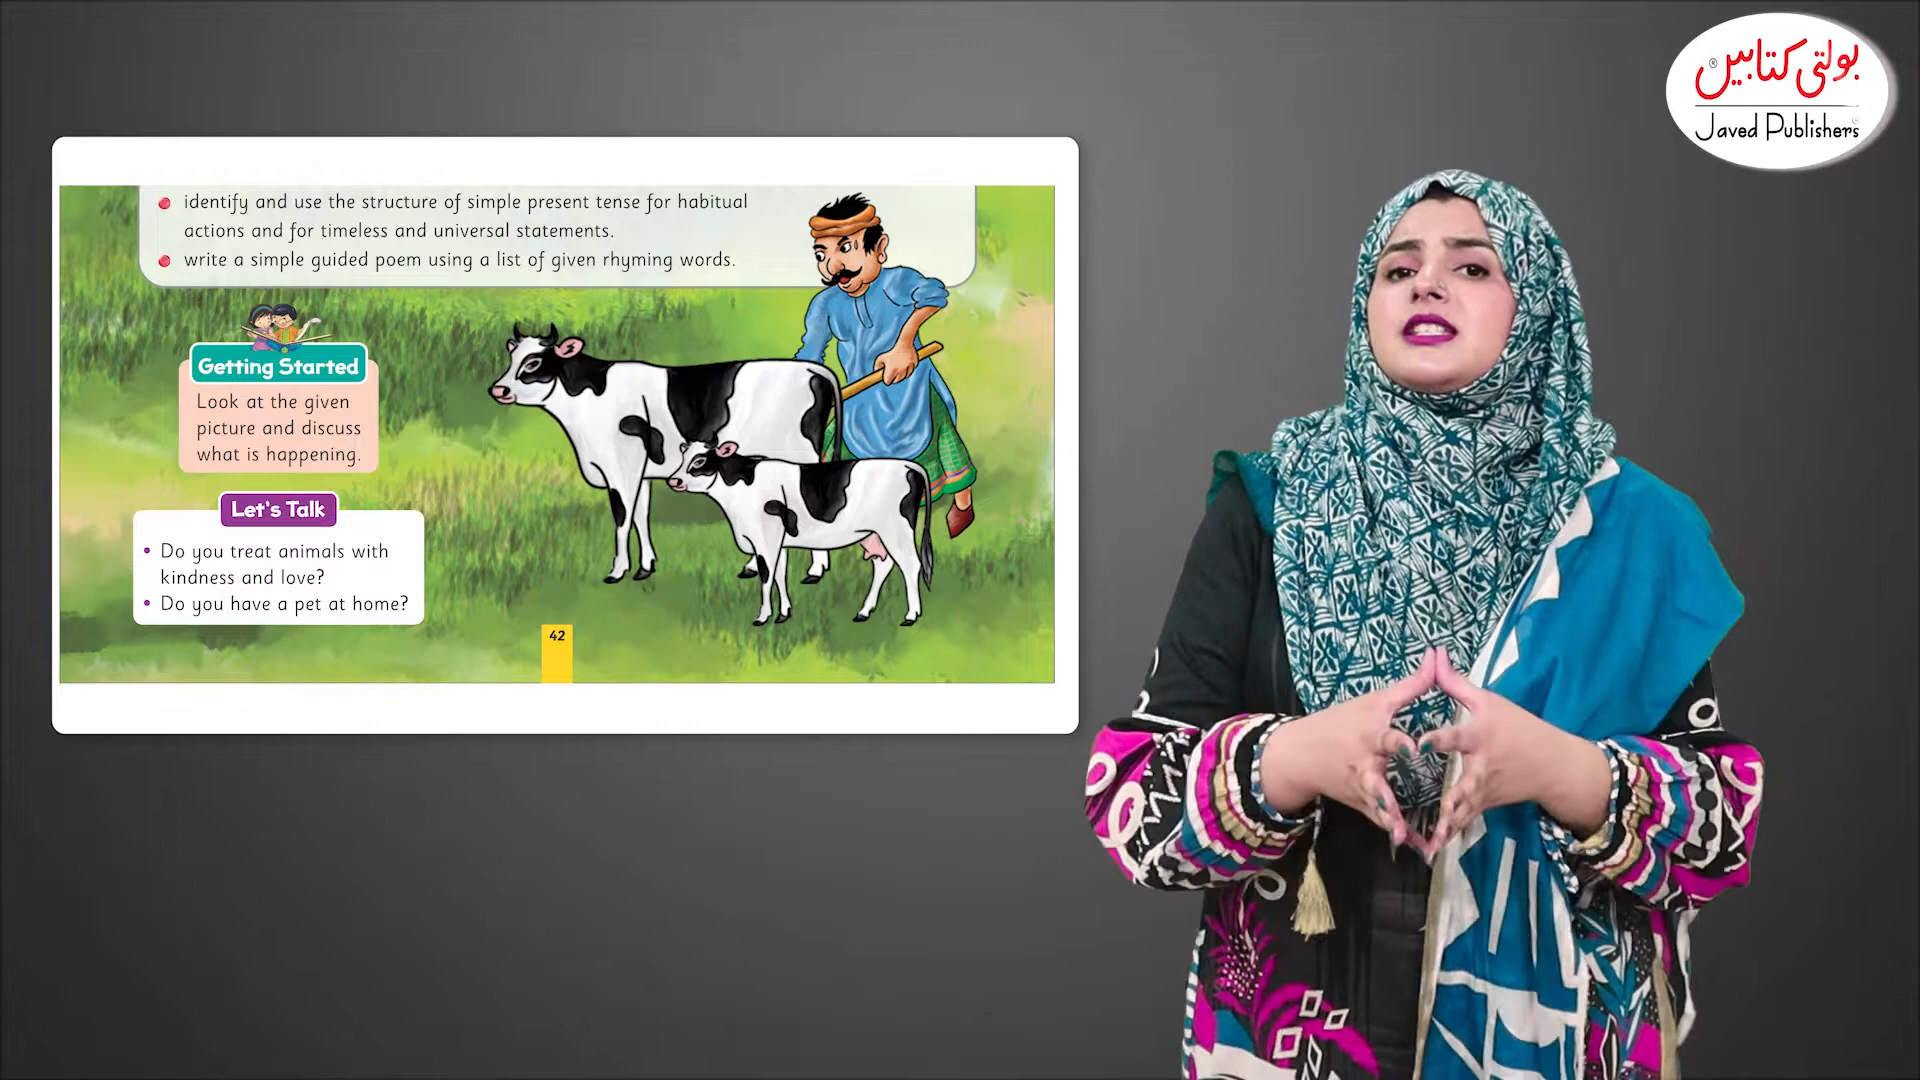 بولتی کتابیں®
Javed Publishers
identify and use the structure of simple present tense for habitual
actions and for timeless and universal statements.
write a simple guided poem using a list of given rhyming words.
Getting Started
Look at the given
picture and discuss
what is happening.
Let's Talk
• Do you treat animals with
kindness and love?
• Do you have a pet at home?
42